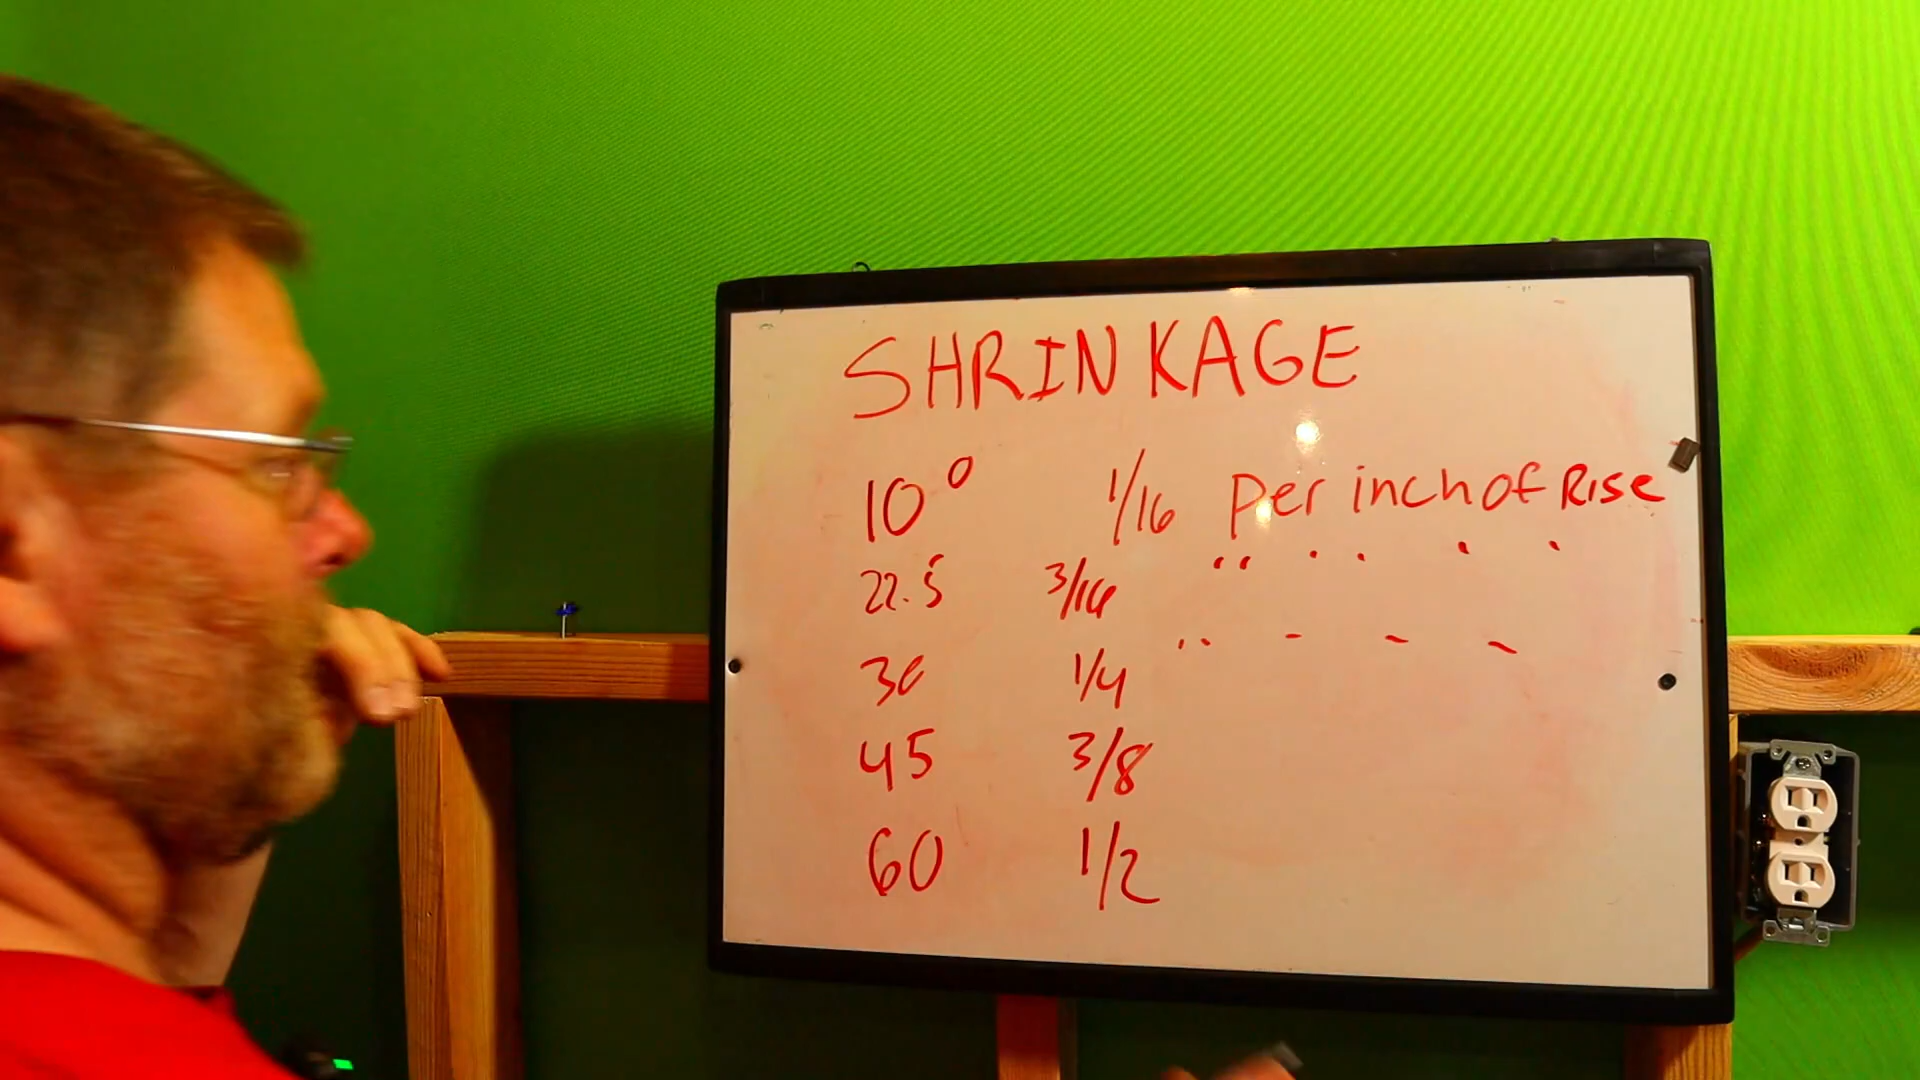 SHRINKAGE
10° 1/16 per inch of Rise
22.5 3/16 " " " " "
30 1/4 " - - -
45 3/8
60 1/2